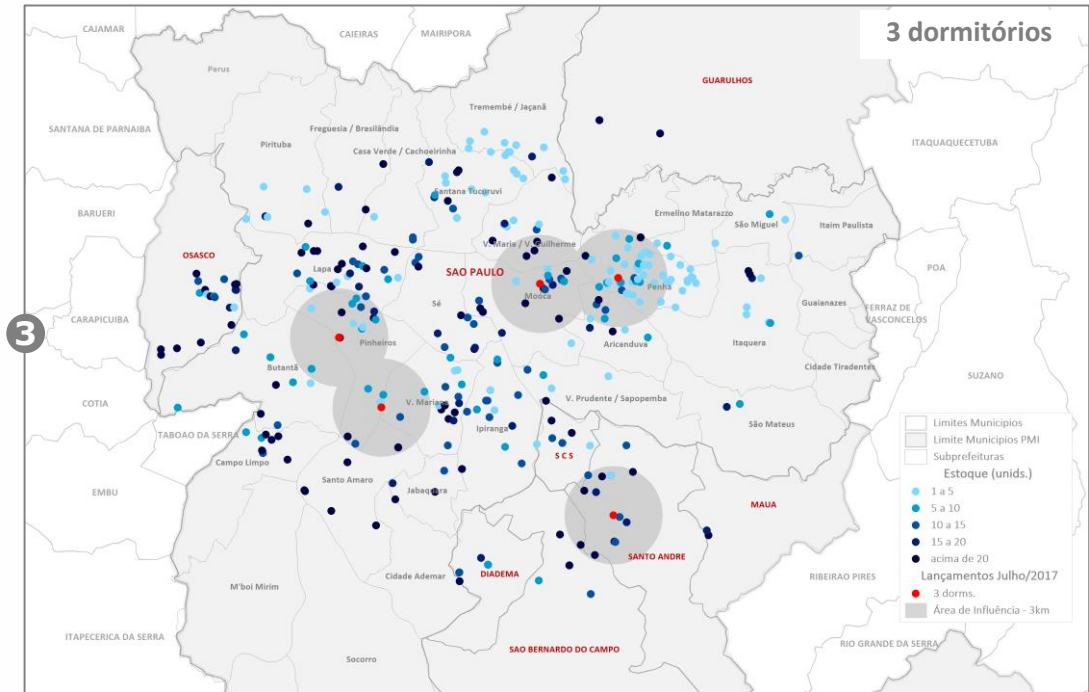 3 dormitórios
CAJAMAR
CAIEIRAS
MAIRIPORA
Perus
GUARULHOS
Tremembé / Jaçanã
SANTANA DE PARNAIBA
Freguesia / Brasilândia
Casa Verde / Cachoeirinha
Pirituba
ITAQUAQUECETUBA
Santana Tucuruvi
BARUERI
Ermelino Matarazzo
São Miguel
Itaim Paulista
V. Maria / V. Guilherme
OSASCO
Lapa
SAO PAULO
POA
Mooca
Penha
Sé
Guaianazes
FERRAZ DE
VASCONCELOS
CARAPICUIBA
3
Pinheiros
Aricanduva
Itaquera
Butantã
Cidade Tiradentes
SUZANO
COTIA
V. Mariana
V. Prudente / Sapopemba
TABOAO DA SERRA
Ipiranga
São Mateus
Campo Limpo
S C S
Santo Amaro
EMBU
Jabaquara
MAUA
SANTO ANDRE
M'boi Mirim
Cidade Ademar
DIADEMA
RIBEIRAO PIRES
ITAPECERICA DA SERRA
SAO BERNARDO DO CAMPO
RIO GRANDE DA SERRA
Socorro
Limites Municipios
Limite Municipios PMI
Subprefeituras
Estoque (unids.)
1 a 5
5 a 10
10 a 15
15 a 20
acima de 20
Lançamentos Julho/2017
3 dorms.
Área de Influência - 3km